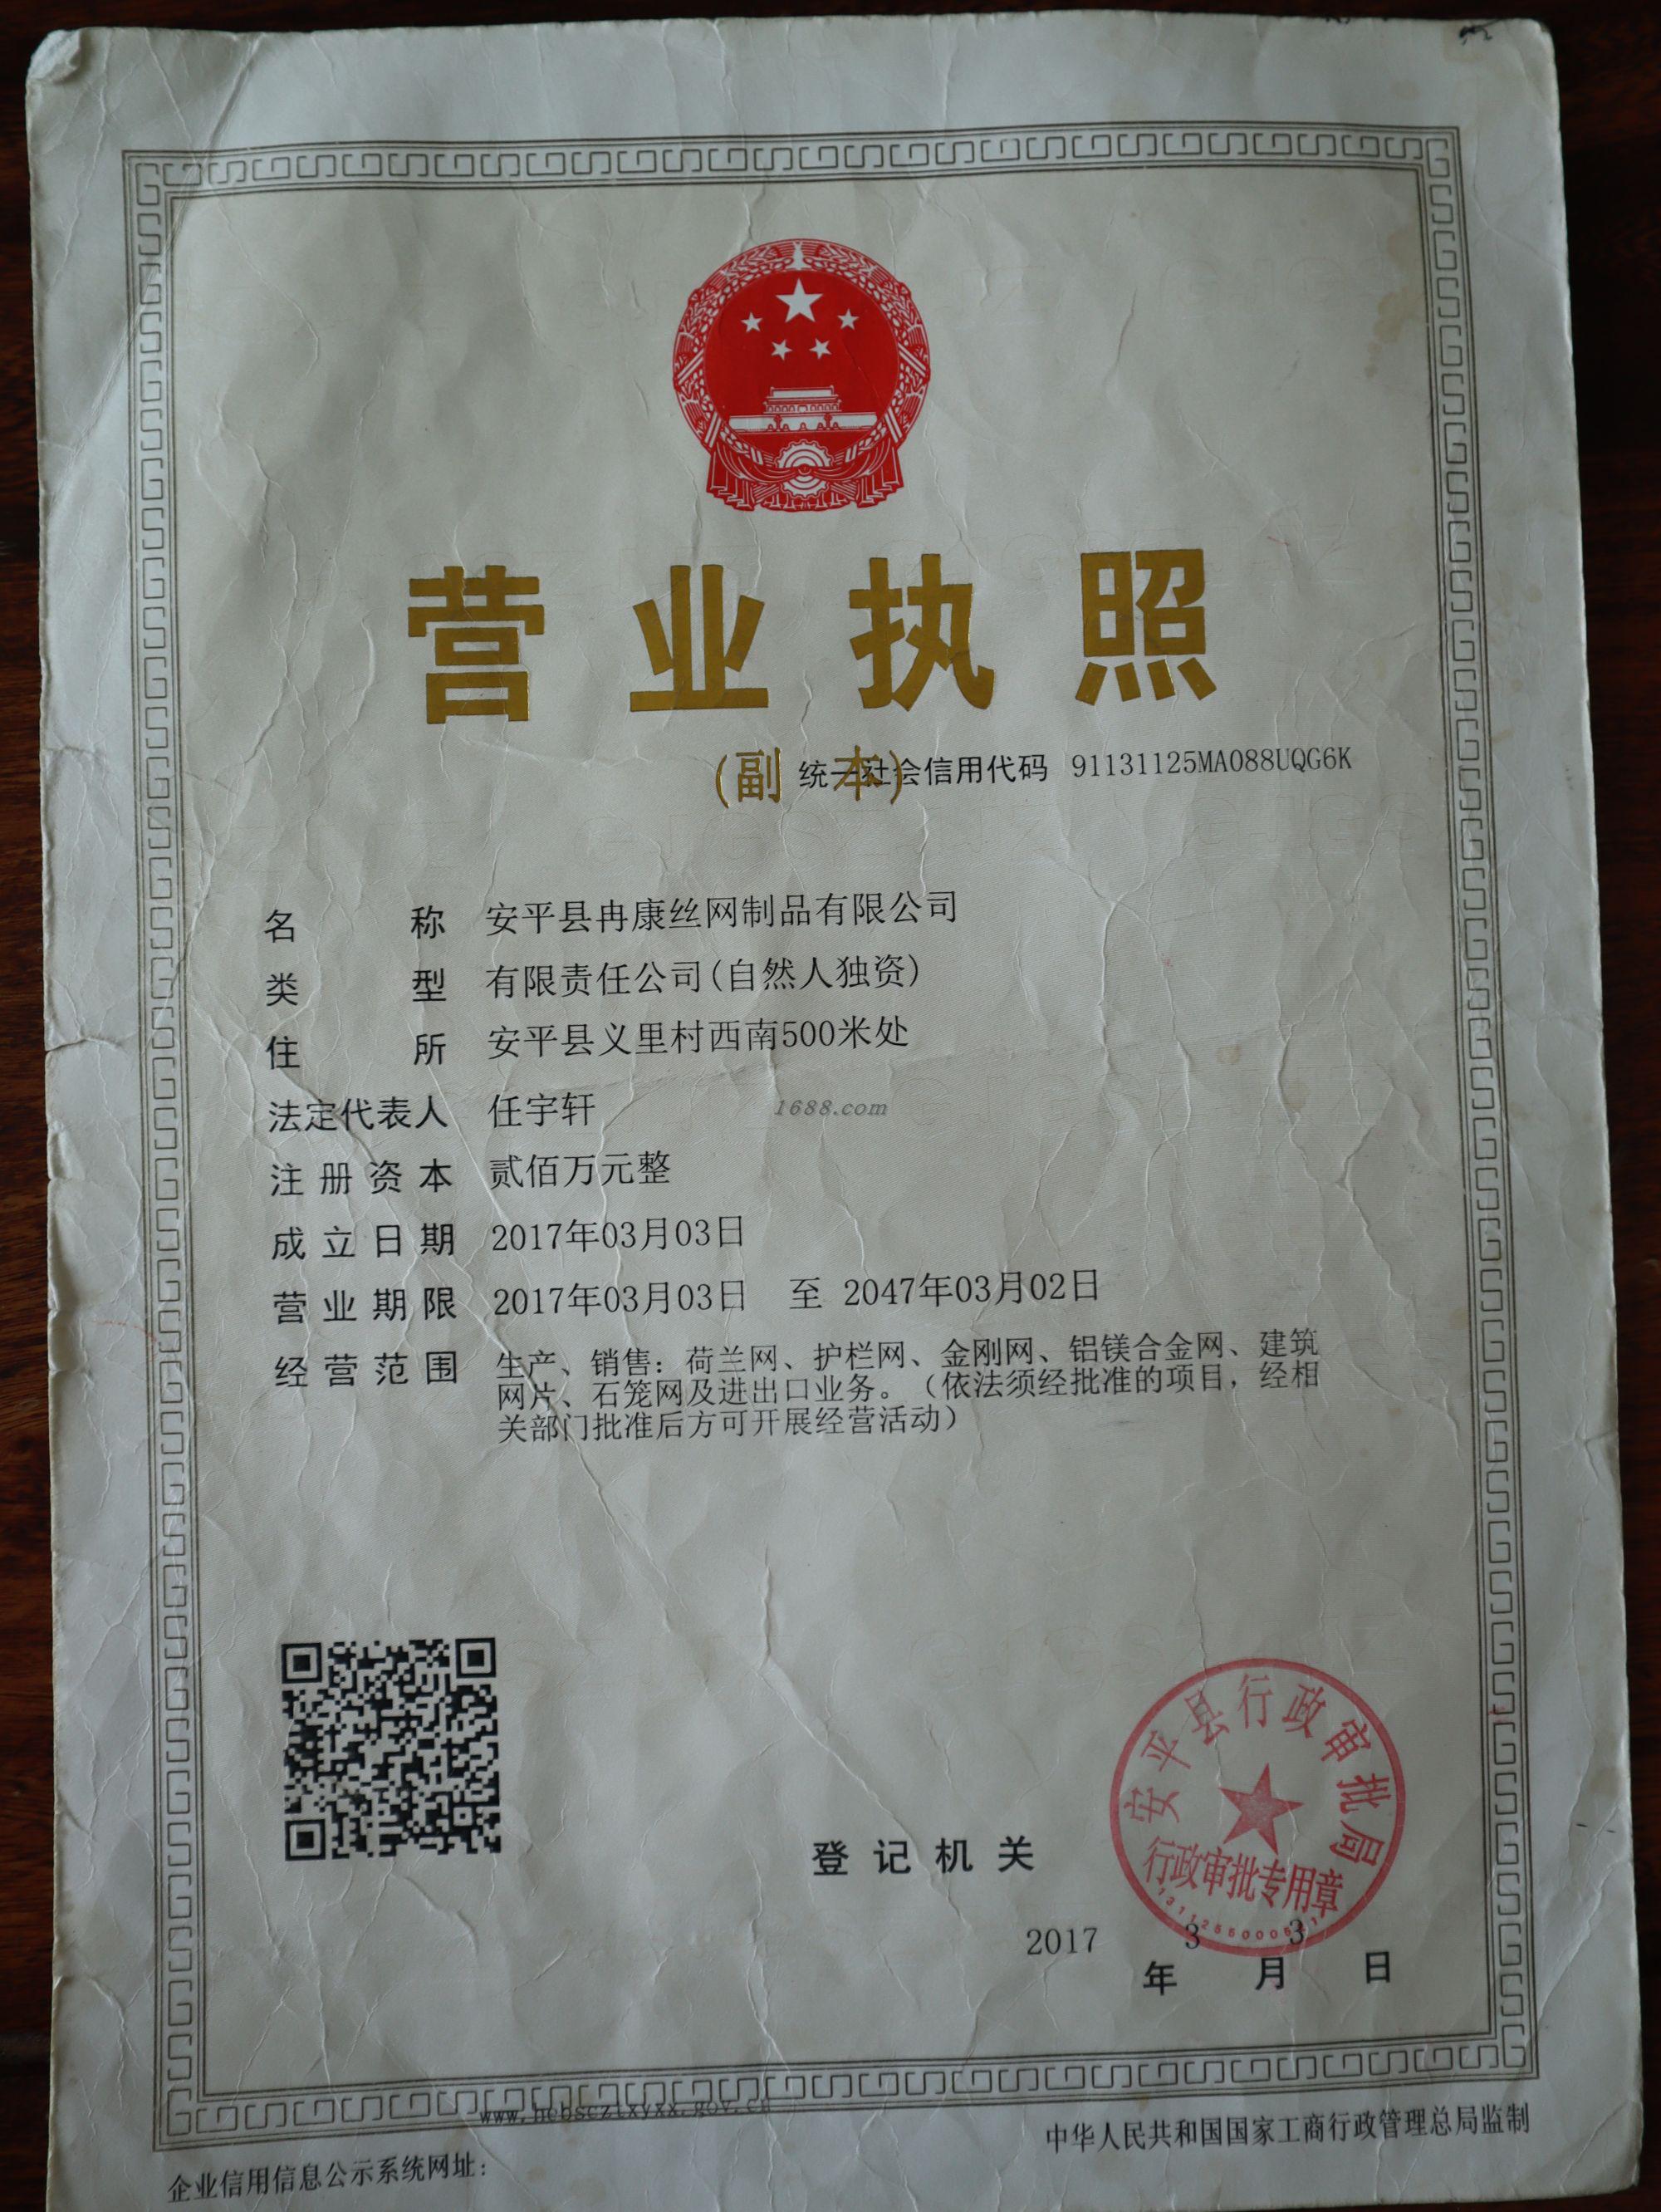 营业执照
(副 本)
统一社会信用代码 91131125MA088UQG6K
名 称 安平县冉康丝网制品有限公司
类 型 有限责任公司(自然人独资)
住 所 安平县义里村西南500米处
法定代表人 任宇轩
1688.com
注册资本 贰佰万元整
成立日期 2017年03月03日
营业期限 2017年03月03日 至 2047年03月02日
经营范围 生产、销售：荷兰网、护栏网、金刚网、铝镁合金网、建筑
网片、石笼网及进出口业务。（依法须经批准的项目，经相
关部门批准后方可开展经营活动）
安平县行政审批局
行政审批专用章
登记机关
2017 3 3
年 月 日
www.hebscztxyxx.gov.cn
企业信用信息公示系统网址：
中华人民共和国国家工商行政管理总局监制